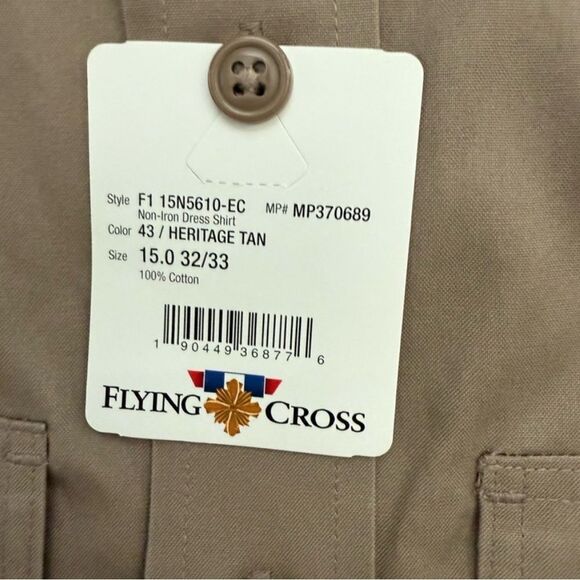 Style F1 15N5610-EC MP# MP370689
Non-Iron Dress Shirt
Color 43 / HERITAGE TAN
Size 15.0 32/33
100% Cotton
1 90449 36877 6
FLYING CROSS